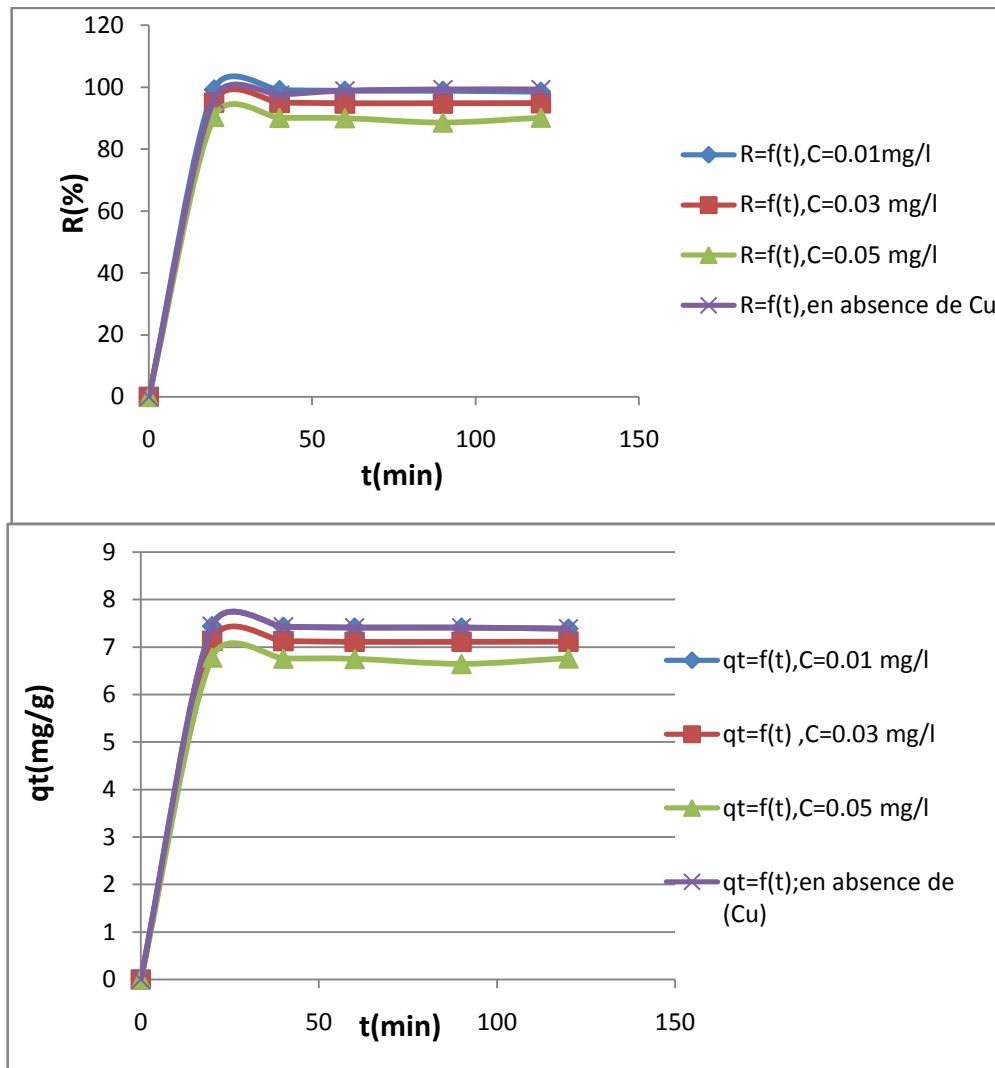 120
100
80
60
40
20
0
R(%)
0 50 100 150
t(min)
R=f(t),C=0.01mg/l
R=f(t),C=0.03 mg/l
R=f(t),C=0.05 mg/l
R=f(t),en absence de Cu
9
8
7
6
5
4
3
2
1
0
qt(mg/g)
0 50 100 150
t(min)
qt=f(t),C=0.01 mg/l
qt=f(t) ,C=0.03 mg/l
qt=f(t),C=0.05 mg/l
qt=f(t);en absence de
(Cu)